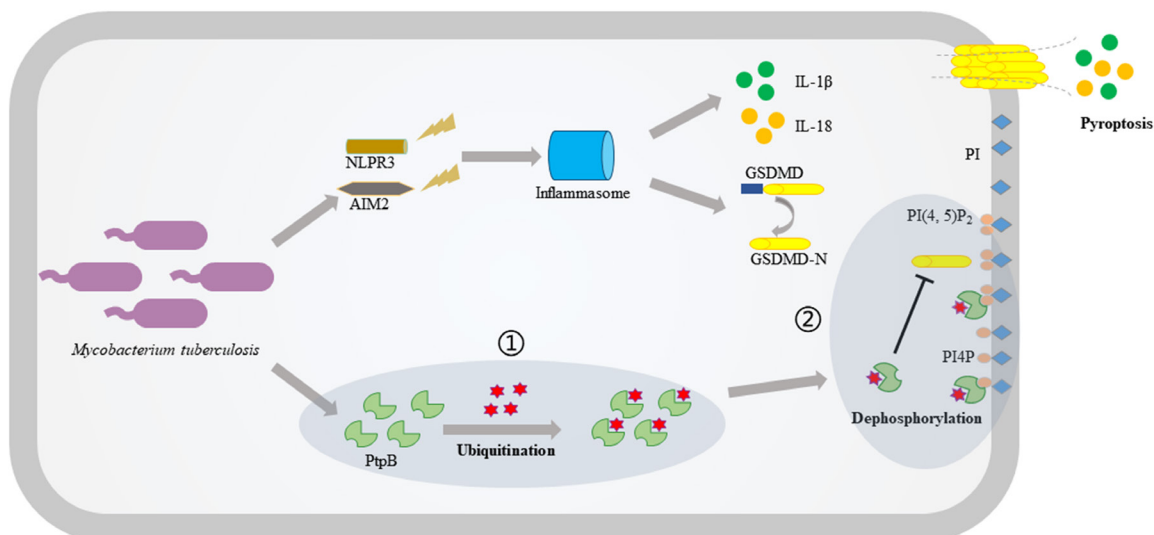 IL-1β
IL-18
Pyroptosis
NLPR3
AIM2
Inflammasome
GSDMD
GSDMD-N
PI
PI(4, 5)P₂
Mycobacterium tuberculosis
①
②
PtpB
Ubiquitination
PI4P
Dephosphorylation